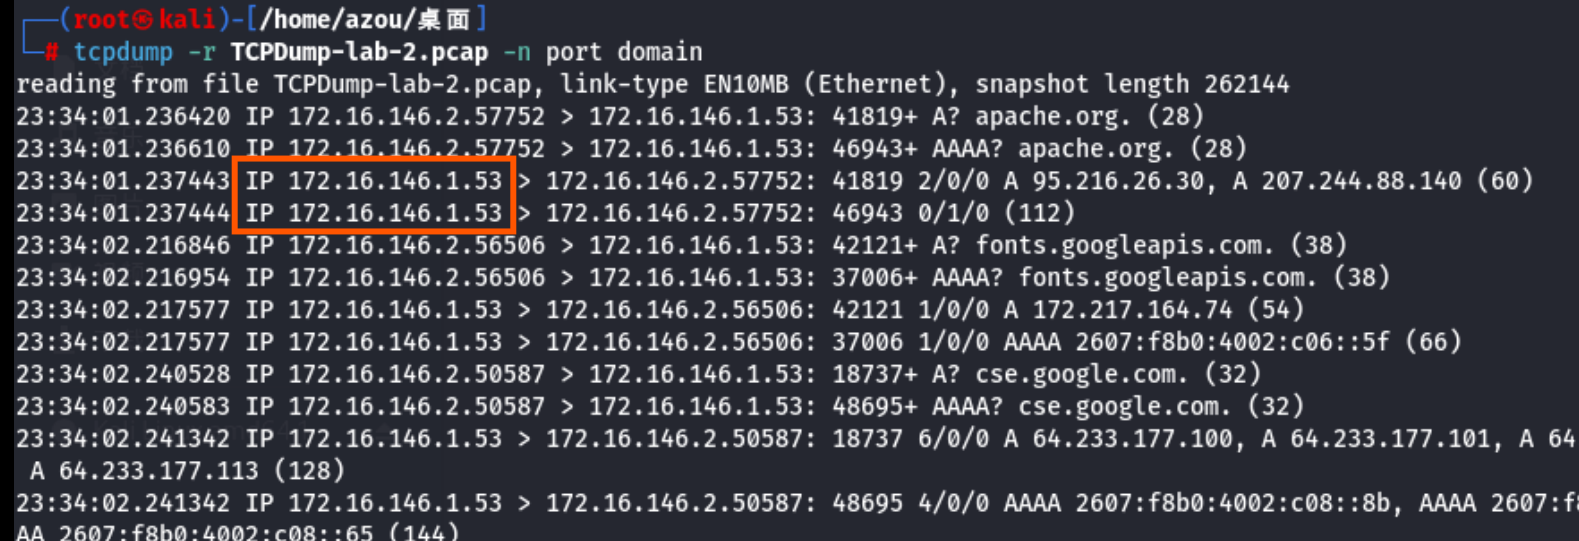 (root㉿kali)-[/home/azou/桌面]
# tcpdump -r TCPDump-lab-2.pcap -n port domain
reading from file TCPDump-lab-2.pcap, link-type EN10MB (Ethernet), snapshot length 262144
23:34:01.236420 IP 172.16.146.2.57752 > 172.16.146.1.53: 41819+ A? apache.org. (28)
23:34:01.236610 IP 172.16.146.2.57752 > 172.16.146.1.53: 46943+ AAAA? apache.org. (28)
23:34:01.237443 IP 172.16.146.1.53 > 172.16.146.2.57752: 41819 2/0/0 A 95.216.26.30, A 207.244.88.140 (60)
23:34:01.237444 IP 172.16.146.1.53 > 172.16.146.2.57752: 46943 0/1/0 (112)
23:34:02.216846 IP 172.16.146.2.56506 > 172.16.146.1.53: 42121+ A? fonts.googleapis.com. (38)
23:34:02.216954 IP 172.16.146.2.56506 > 172.16.146.1.53: 37006+ AAAA? fonts.googleapis.com. (38)
23:34:02.217577 IP 172.16.146.1.53 > 172.16.146.2.56506: 42121 1/0/0 A 172.217.164.74 (54)
23:34:02.217577 IP 172.16.146.1.53 > 172.16.146.2.56506: 37006 1/0/0 AAAA 2607:f8b0:4002:c06::5f (66)
23:34:02.240528 IP 172.16.146.2.50587 > 172.16.146.1.53: 18737+ A? cse.google.com. (32)
23:34:02.240583 IP 172.16.146.2.50587 > 172.16.146.1.53: 48695+ AAAA? cse.google.com. (32)
23:34:02.241342 IP 172.16.146.1.53 > 172.16.146.2.50587: 18737 6/0/0 A 64.233.177.100, A 64.233.177.101, A 64
A 64.233.177.113 (128)
23:34:02.241342 IP 172.16.146.1.53 > 172.16.146.2.50587: 48695 4/0/0 AAAA 2607:f8b0:4002:c08::8b, AAAA 2607:f
AA 2607:f8b0:4002:c08::65 (144)